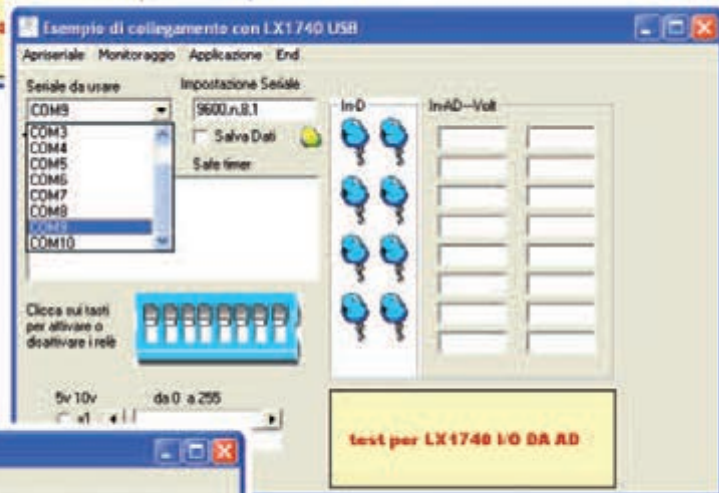 Esempio di collegamento con LX1740 USB
Apriseriale Monitoraggio Applicazione End
Seriale da usare
Impostazione Seriale
COM9
9600,n,8,1
In-D
In-AD--Volt
COM3
COM4
COM5
COM6
COM7
COM8
COM9
COM10
Salva Dati
Safe timer
Clicca sui tasti
per attivare o
disattivare i relè
5v 10v
da 0 a 255
x1
test per LX1740 I/O DA AD